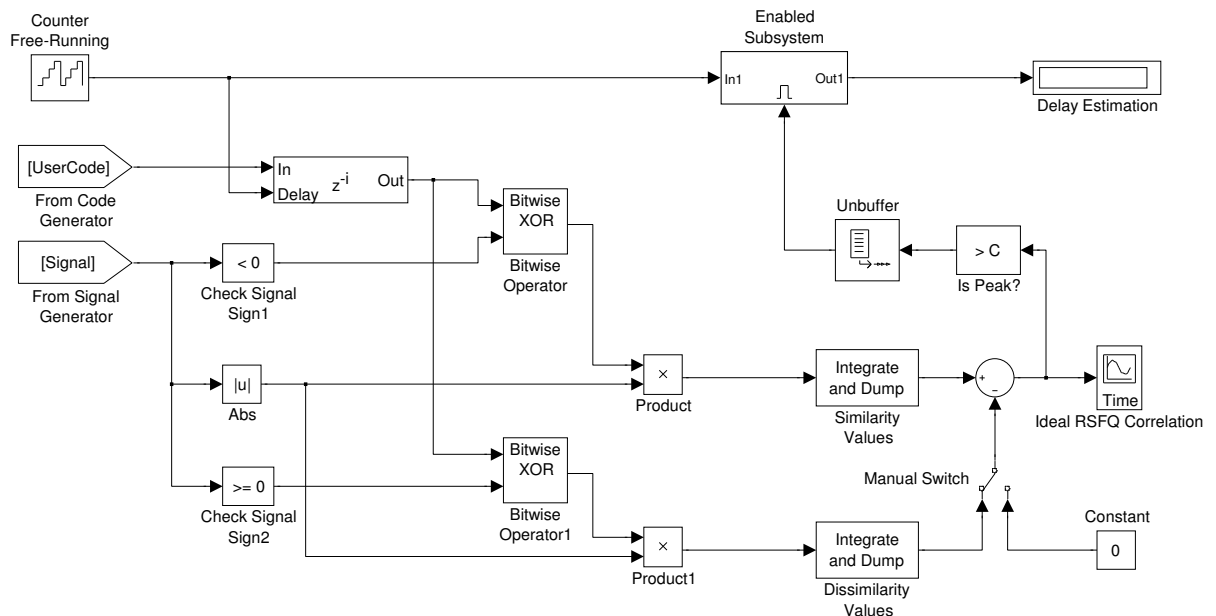 Counter
Free-Running
Enabled
Subsystem
In1
Out1
Delay Estimation
[UserCode]
From Code
Generator
In
Delay
z-i
Out
Bitwise
XOR
Bitwise
Operator
Unbuffer
> C
Is Peak?
[Signal]
From Signal
Generator
< 0
Check Signal
Sign1
|u|
Abs
×
Product
Integrate
and Dump
Similarity
Values
+
−
Time
Ideal RSFQ Correlation
>= 0
Check Signal
Sign2
Bitwise
XOR
Bitwise
Operator1
×
Product1
Manual Switch
Integrate
and Dump
Dissimilarity
Values
Constant
0